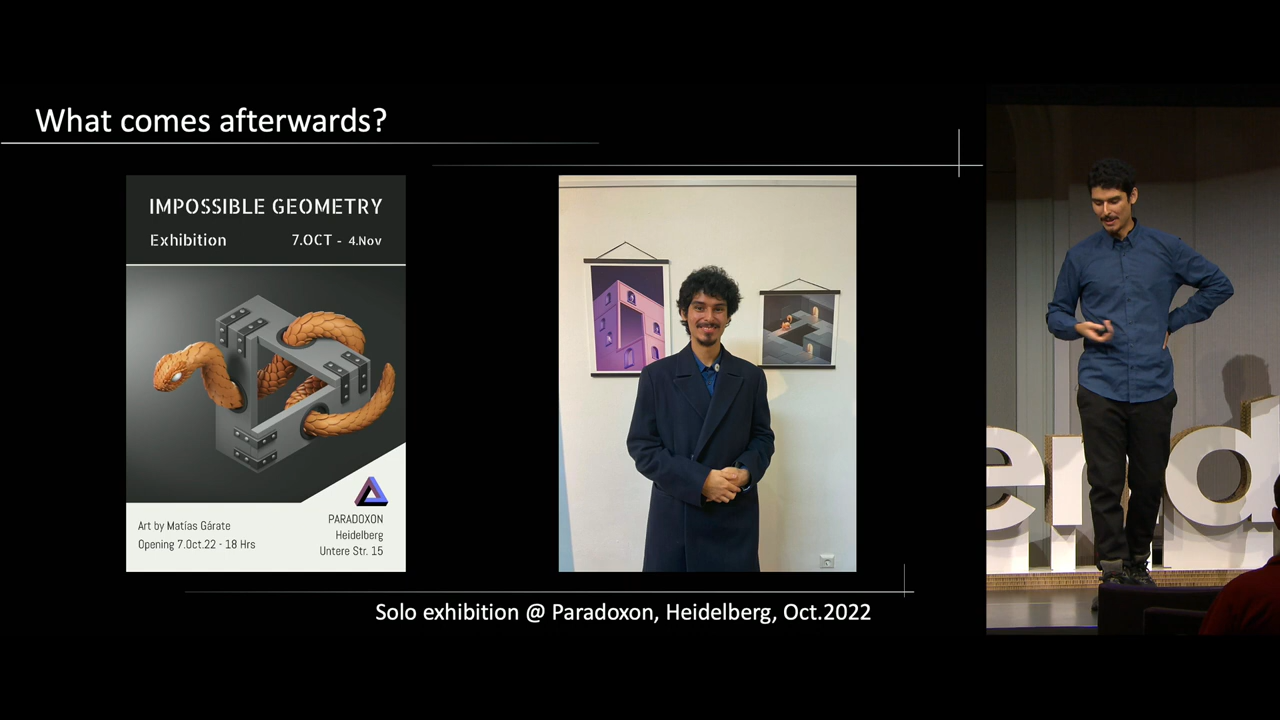 What comes afterwards?
IMPOSSIBLE GEOMETRY
Exhibition 7.OCT - 4.Nov
Art by Matías Gárate
Opening 7.Oct.22 - 18 Hrs
PARADOXON
Heidelberg
Untere Str. 15
Solo exhibition @ Paradoxon, Heidelberg, Oct.2022